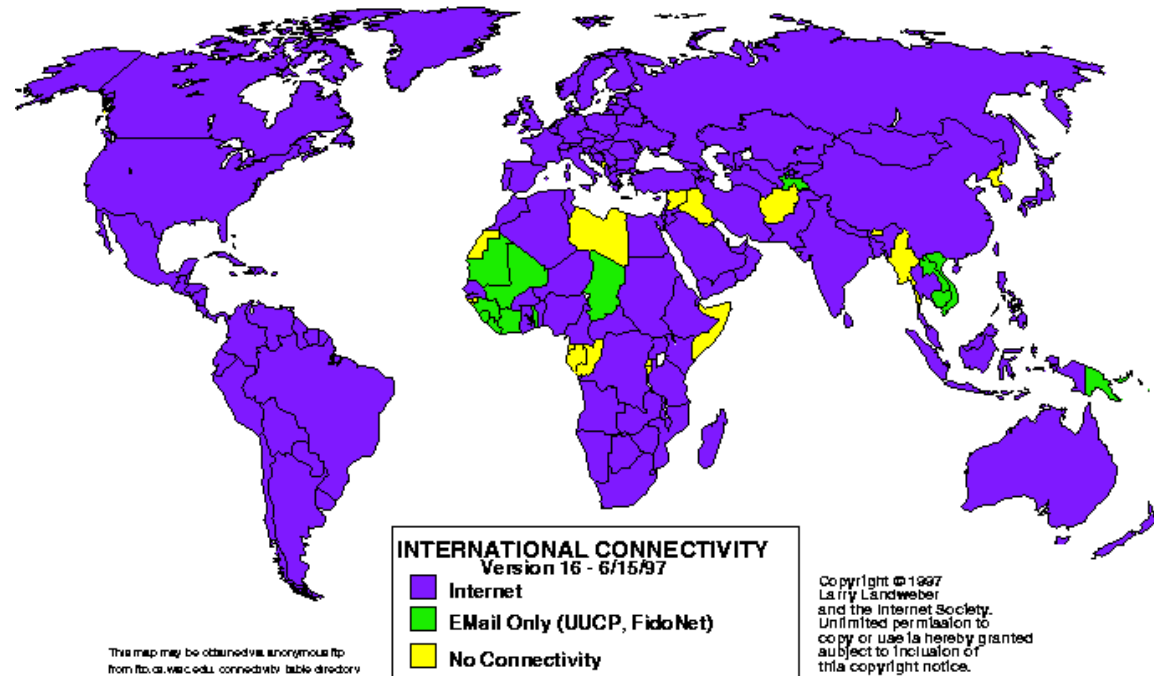 INTERNATIONAL CONNECTIVITY
Version 16 - 6/15/97
Internet
EMail Only (UUCP, FidoNet)
No Connectivity
This map may be obtained via anonymous ftp
from ftp.cs.wisc.edu, connectivity_table directory
Copyright © 1997
Larry Landweber
and the Internet Society.
Unlimited permission to
copy or use is hereby granted
subject to inclusion of
this copyright notice.